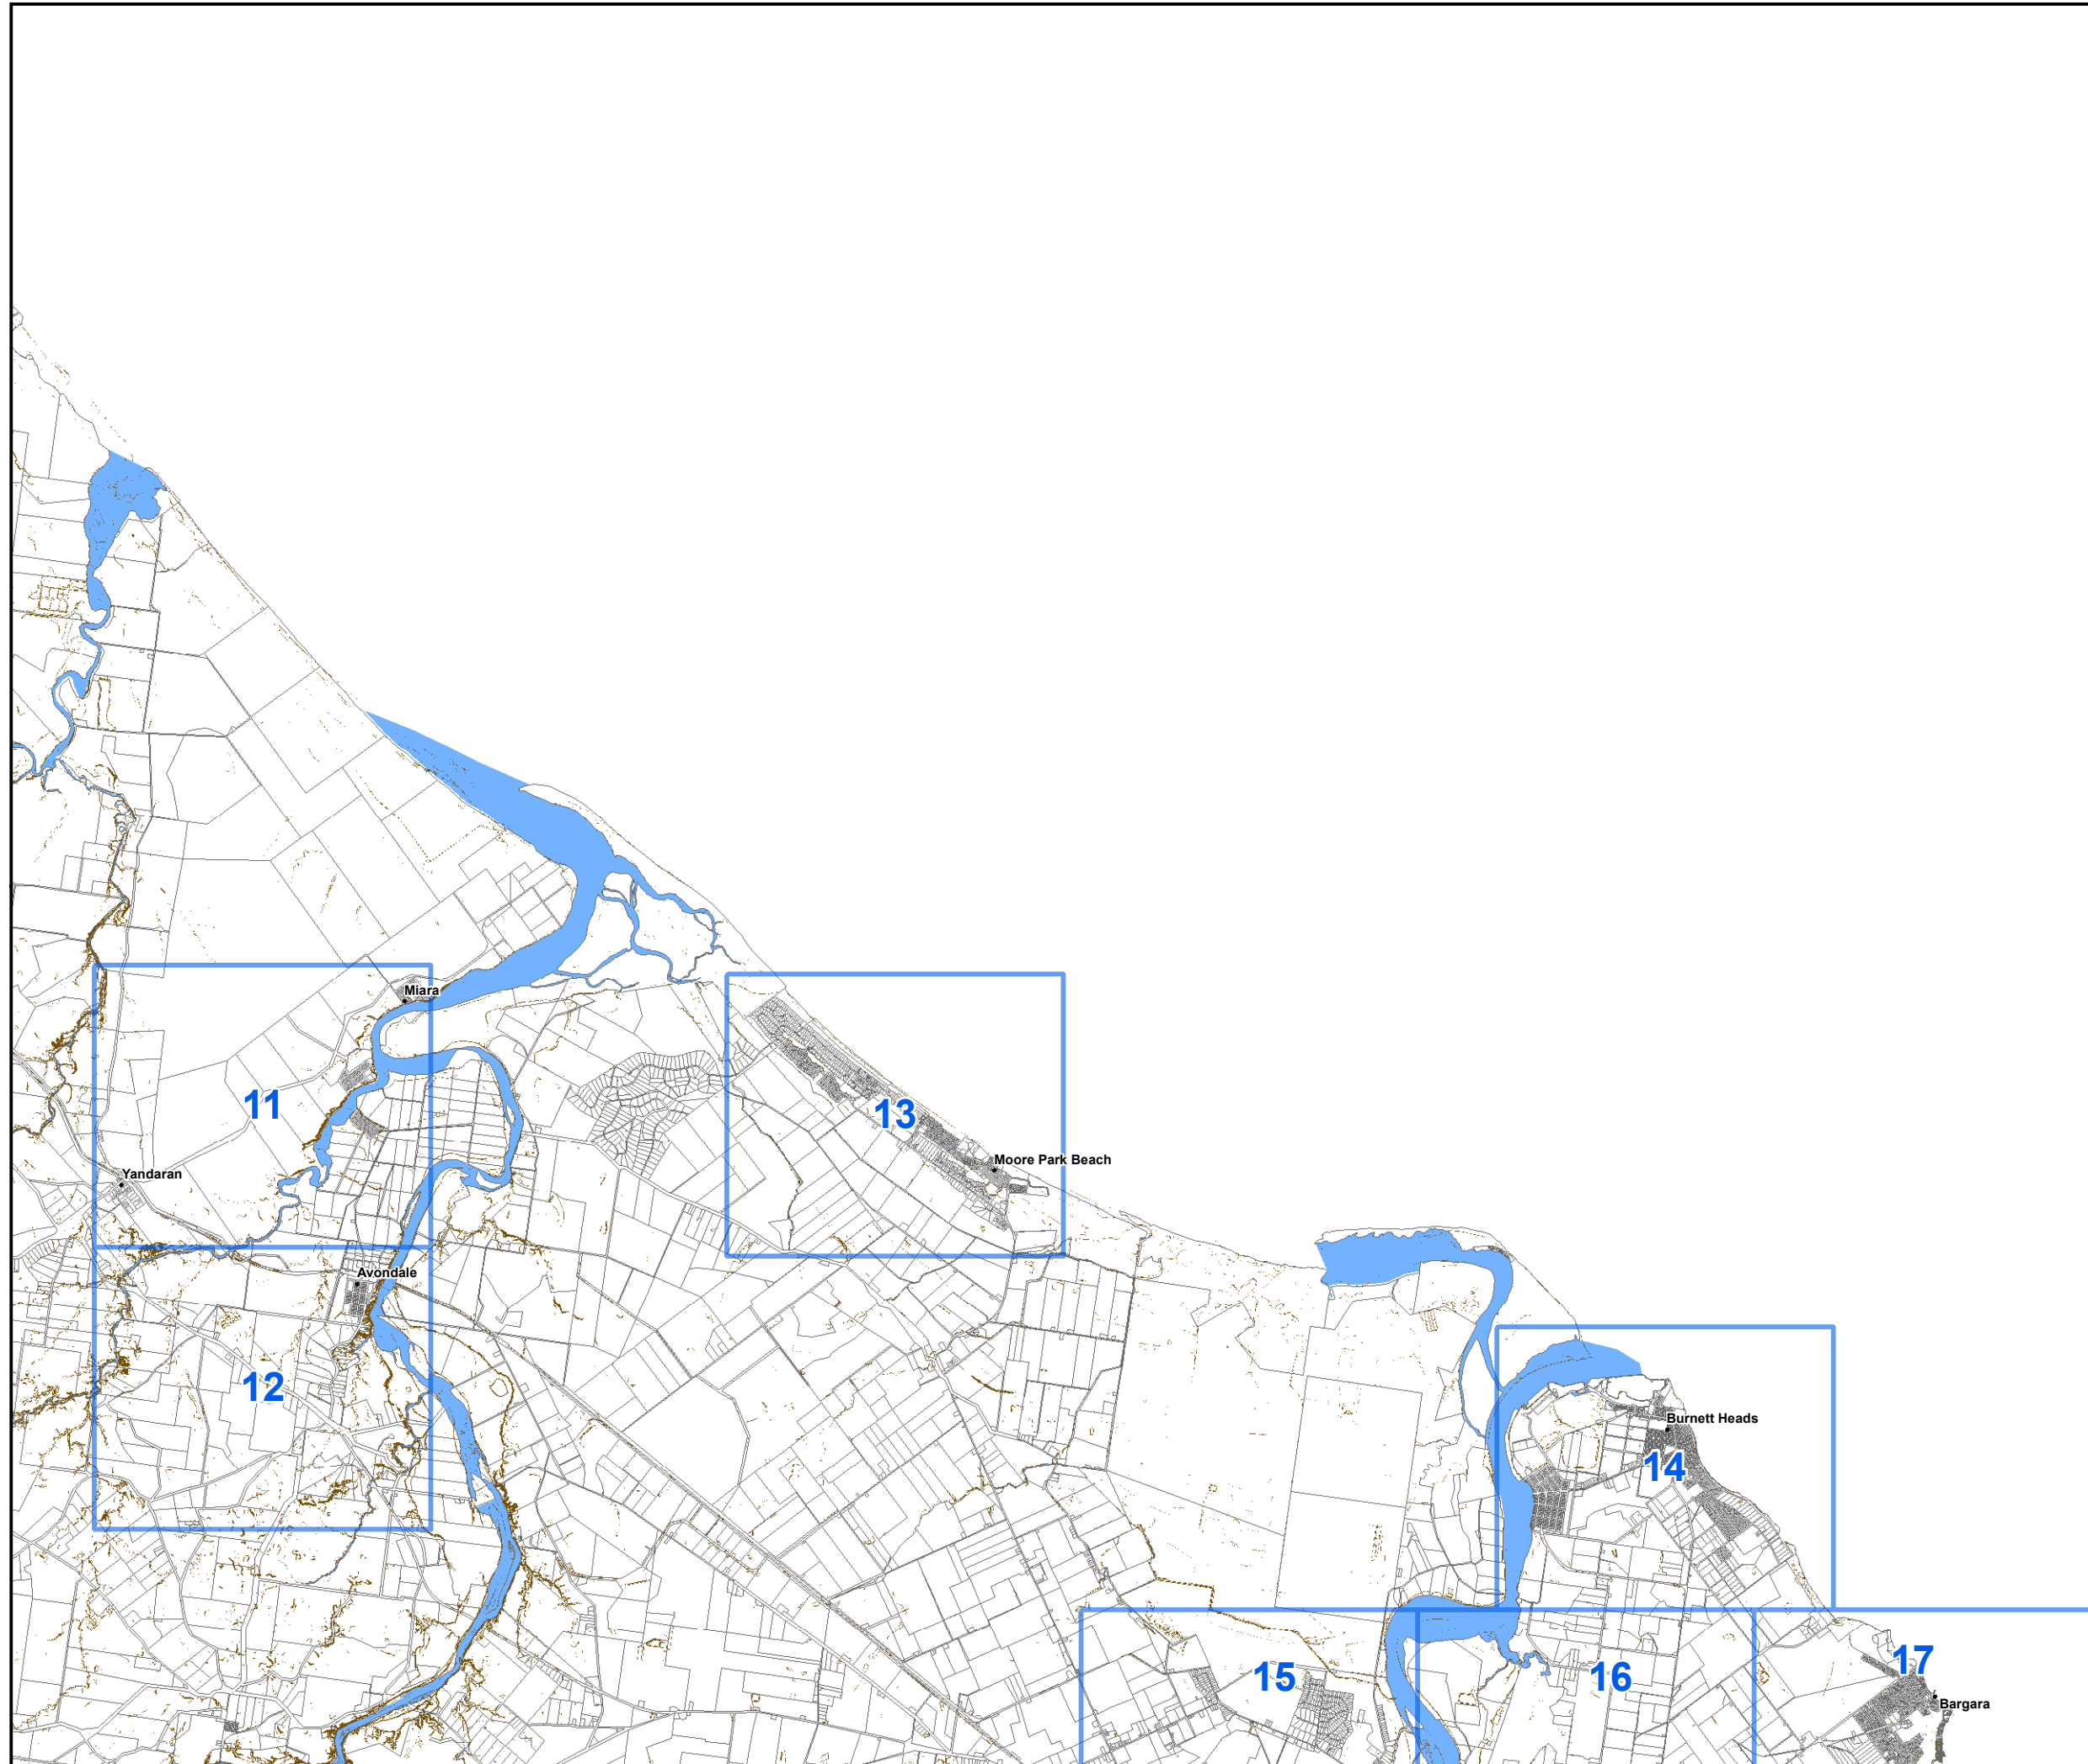 Miara
11
13
Moore Park Beach
Yandaran
Avondale
12
Burnett Heads
14
15
16
17
Bargara